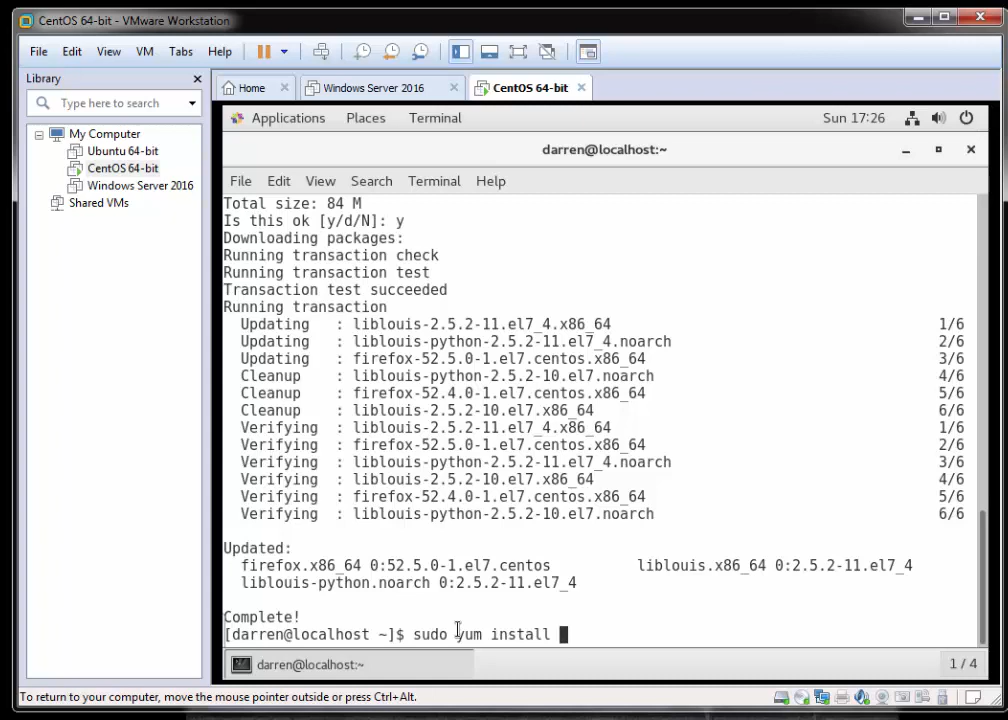 CentOS 64-bit - VMware Workstation
File Edit View VM Tabs Help
Library
Type here to search
My Computer
Ubuntu 64-bit
CentOS 64-bit
Windows Server 2016
Shared VMs
Home Windows Server 2016 CentOS 64-bit
Applications Places Terminal Sun 17:26
darren@localhost:~
File Edit View Search Terminal Help
Total size: 84 M
Is this ok [y/d/N]: y
Downloading packages:
Running transaction check
Running transaction test
Transaction test succeeded
Running transaction
  Updating   : liblouis-2.5.2-11.el7_4.x86_64 1/6
  Updating   : liblouis-python-2.5.2-11.el7_4.noarch 2/6
  Updating   : firefox-52.5.0-1.el7.centos.x86_64 3/6
  Cleanup    : liblouis-python-2.5.2-10.el7.noarch 4/6
  Cleanup    : firefox-52.4.0-1.el7.centos.x86_64 5/6
  Cleanup    : liblouis-2.5.2-10.el7.x86_64 6/6
  Verifying  : liblouis-2.5.2-11.el7_4.x86_64 1/6
  Verifying  : firefox-52.5.0-1.el7.centos.x86_64 2/6
  Verifying  : liblouis-python-2.5.2-11.el7_4.noarch 3/6
  Verifying  : liblouis-2.5.2-10.el7.x86_64 4/6
  Verifying  : firefox-52.4.0-1.el7.centos.x86_64 5/6
  Verifying  : liblouis-python-2.5.2-10.el7.noarch 6/6
Updated:
  firefox.x86_64 0:52.5.0-1.el7.centos liblouis.x86_64 0:2.5.2-11.el7_4
  liblouis-python.noarch 0:2.5.2-11.el7_4
Complete!
[darren@localhost ~]$ sudo yum install
darren@localhost:~ 1 / 4
To return to your computer, move the mouse pointer outside or press Ctrl+Alt.